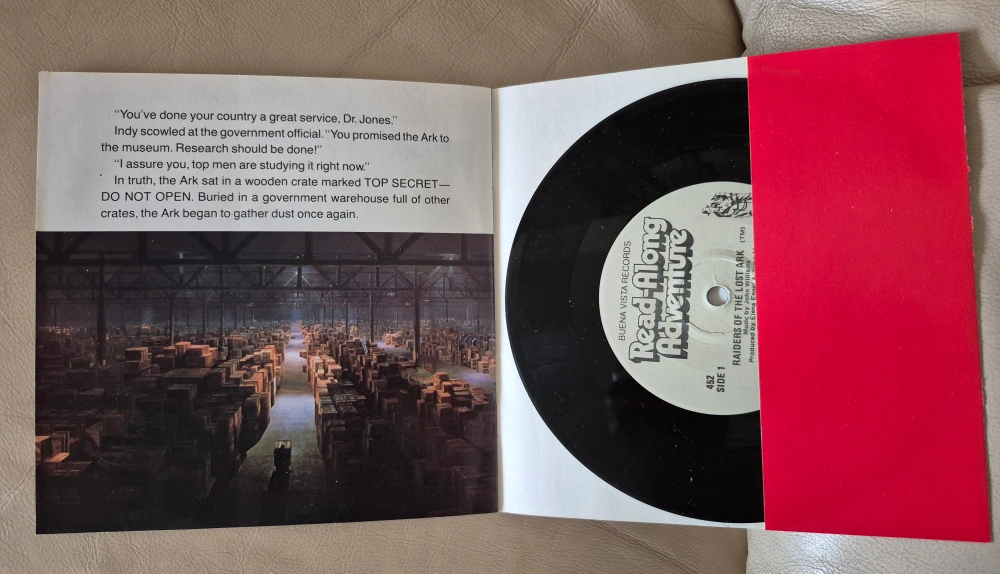 "You've done your country a great service, Dr. Jones."
Indy scowled at the government official. "You promised the Ark to
the museum. Research should be done!"
"I assure you, top men are studying it right now."
In truth, the Ark sat in a wooden crate marked TOP SECRET—
DO NOT OPEN. Buried in a government warehouse full of other
crates, the Ark began to gather dust once again.
BUENA VISTA RECORDS
Read-Along
Adventure
452
SIDE 1
RAIDERS OF THE LOST ARK (TM)
Music by John Williams
Produced by